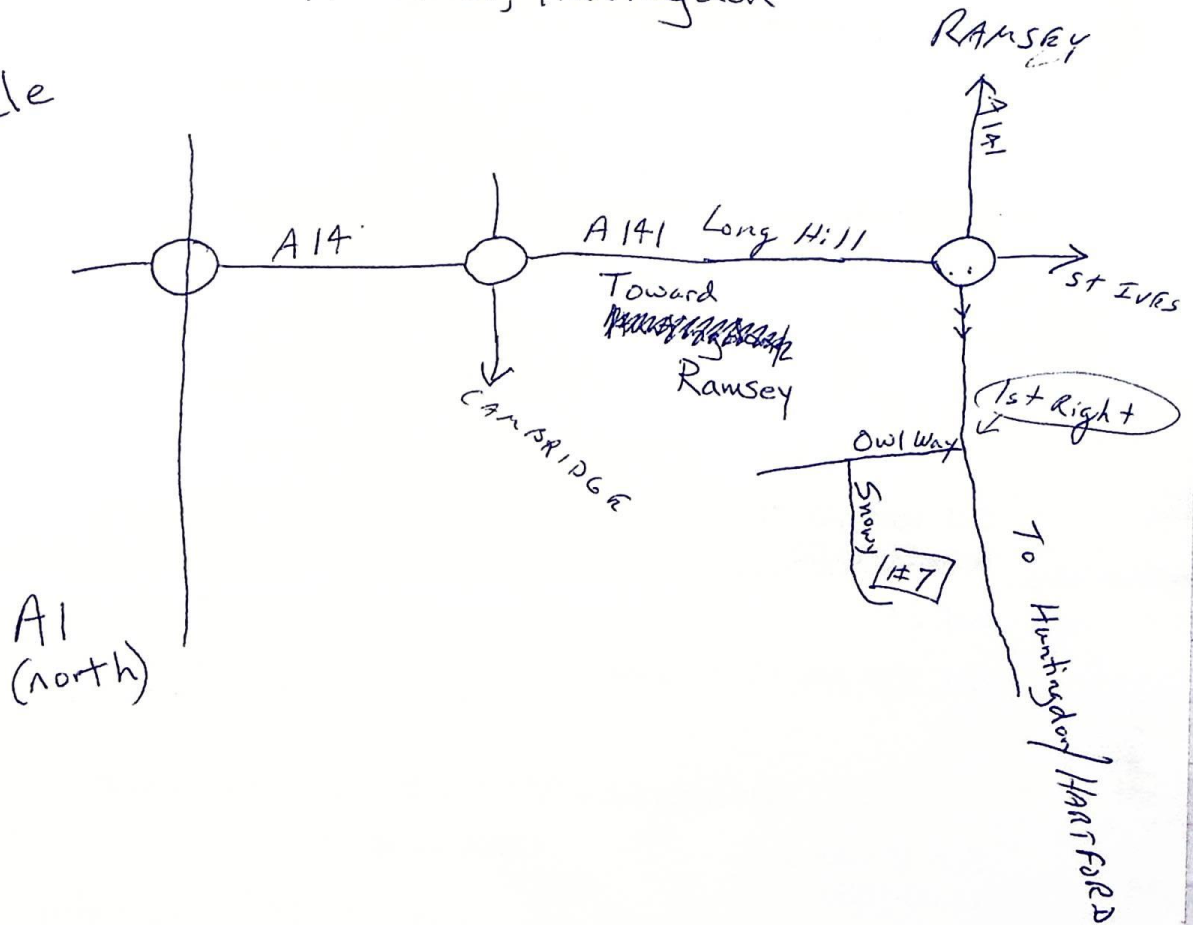 RAMSEY
A141
A14
A141 Long Hill
St IVES
Toward
Ramsey
CAMBRIDGE
1st Right
Owl Way
Snowy
#7
To Huntingdon/HARTFORD
A1
(north)